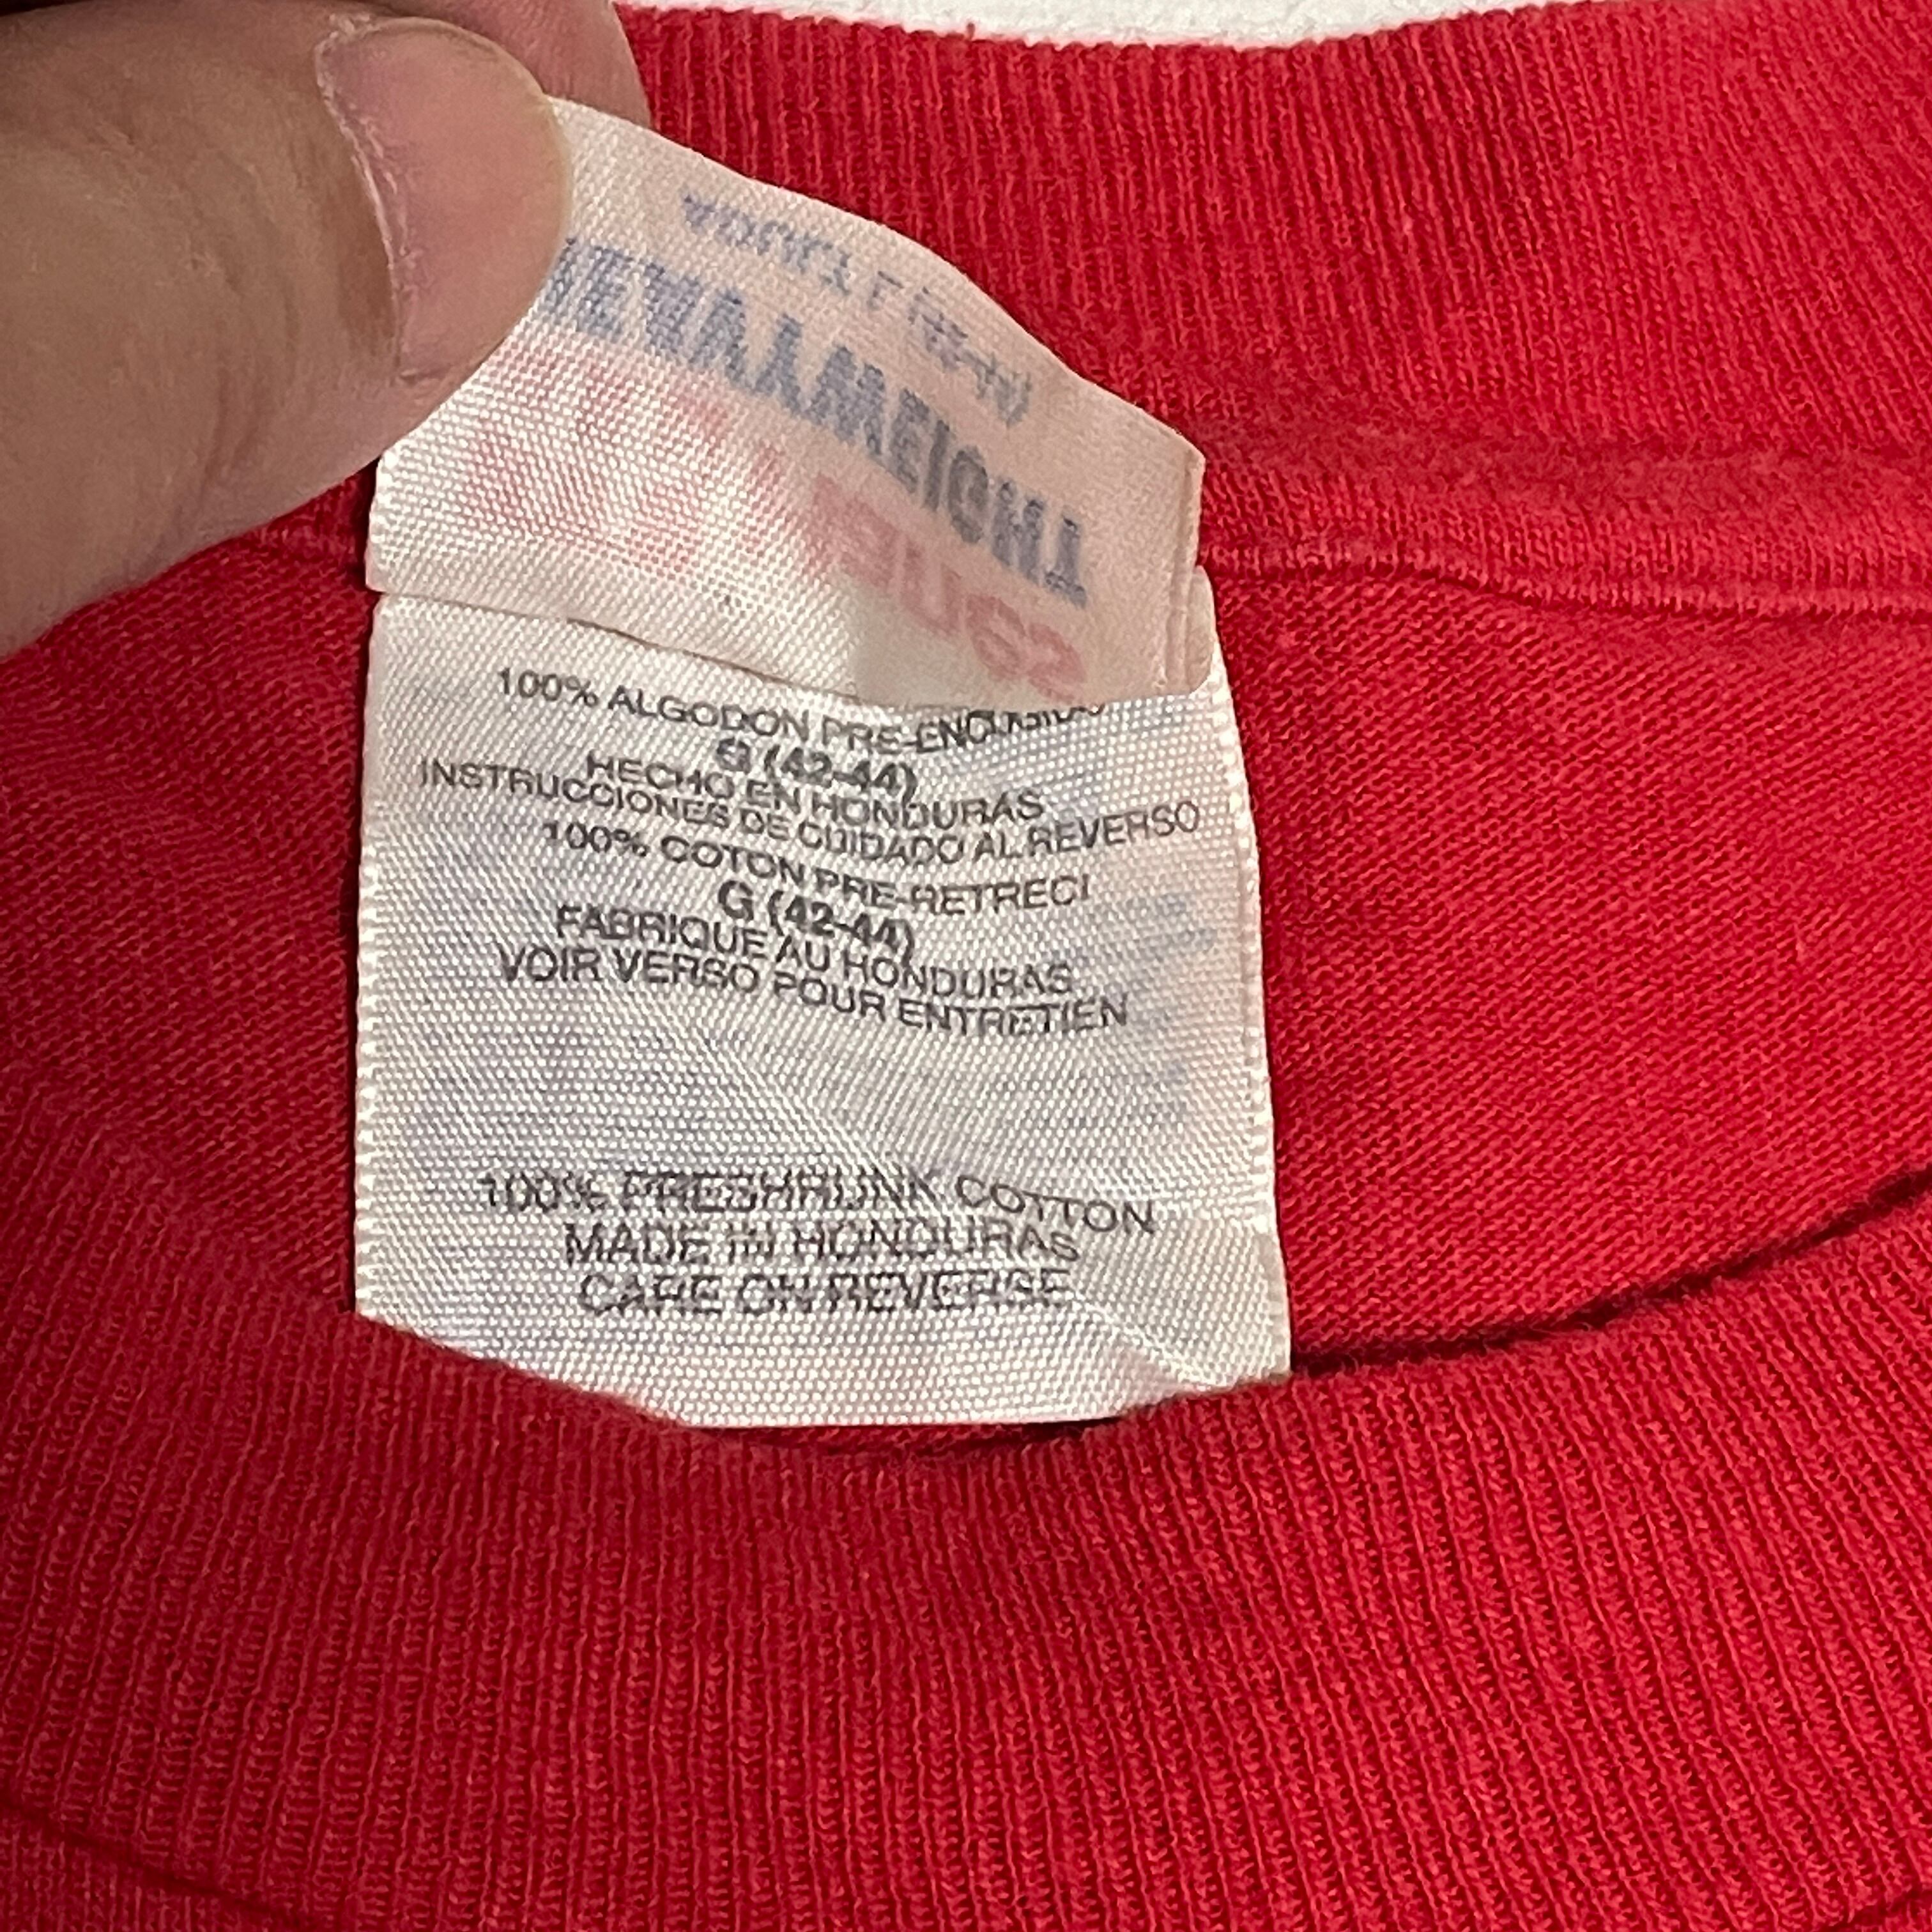 HEAVYWEIGHT
100% ALGODON PRE-ENCOGIDO
G (42-44)
HECHO EN HONDURAS
INSTRUCCIONES DE CUIDADO AL REVERSO
100% COTON PRE-RETRECI
G (42-44)
FABRIQUE AU HONDURAS
VOIR VERSO POUR ENTRETIEN
100% PRESHRUNK COTTON
MADE IN HONDURAS
CARE ON REVERSE